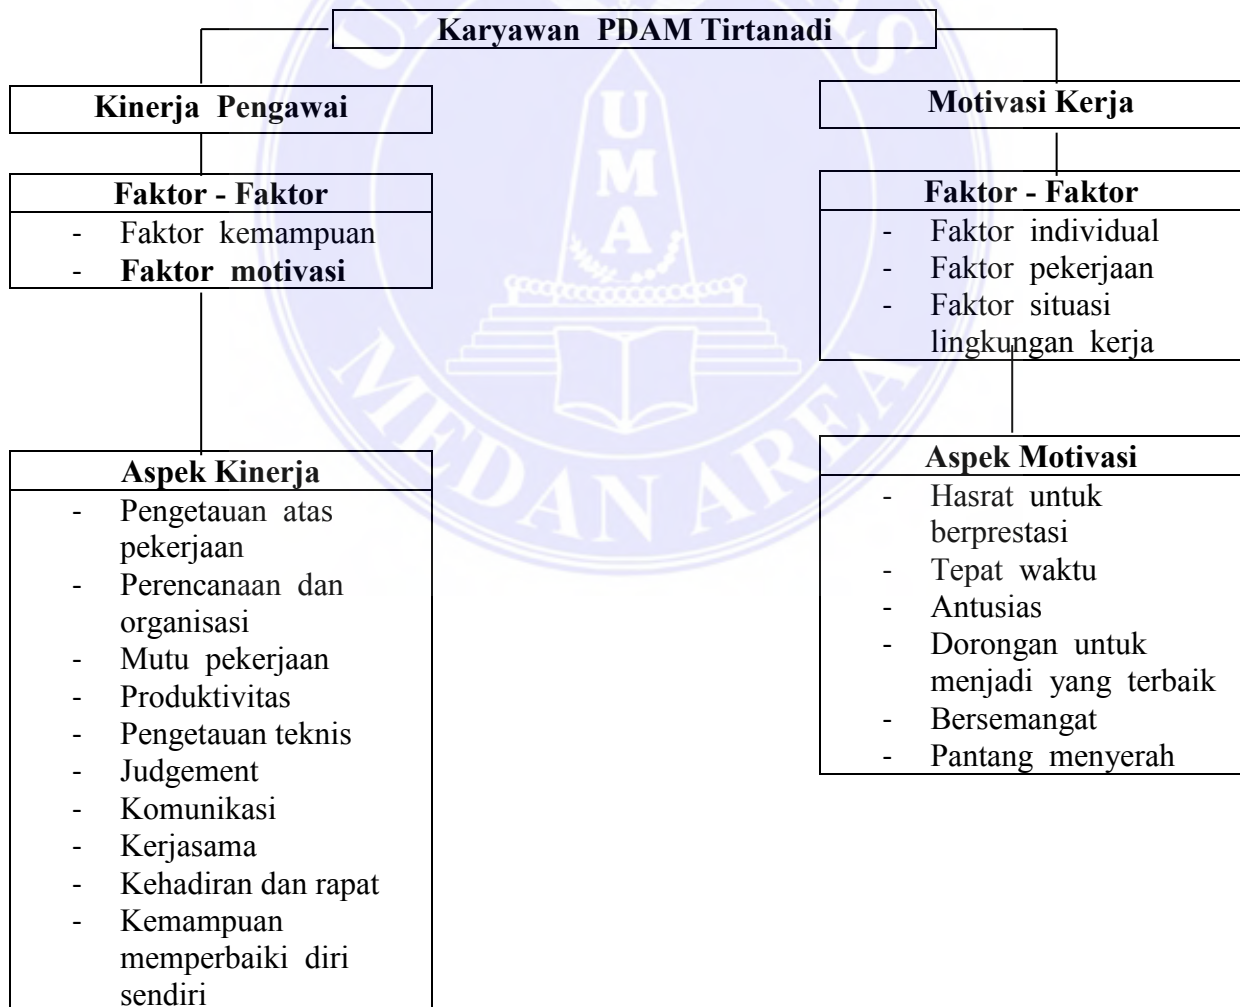 Karyawan PDAM Tirtanadi
Kinerja Pengawai
Faktor - Faktor
- Faktor kemampuan
- Faktor motivasi
Aspek Kinerja
- Pengetauan atas
pekerjaan
- Perencanaan dan
organisasi
- Mutu pekerjaan
- Produktivitas
- Pengetauan teknis
- Judgement
- Komunikasi
- Kerjasama
- Kehadiran dan rapat
- Kemampuan
memperbaiki diri
sendiri
Motivasi Kerja
Faktor - Faktor
- Faktor individual
- Faktor pekerjaan
- Faktor situasi
lingkungan kerja
Aspek Motivasi
- Hasrat untuk
berprestasi
- Tepat waktu
- Antusias
- Dorongan untuk
menjadi yang terbaik
- Bersemangat
- Pantang menyerah
UMA
MEDAN AREA